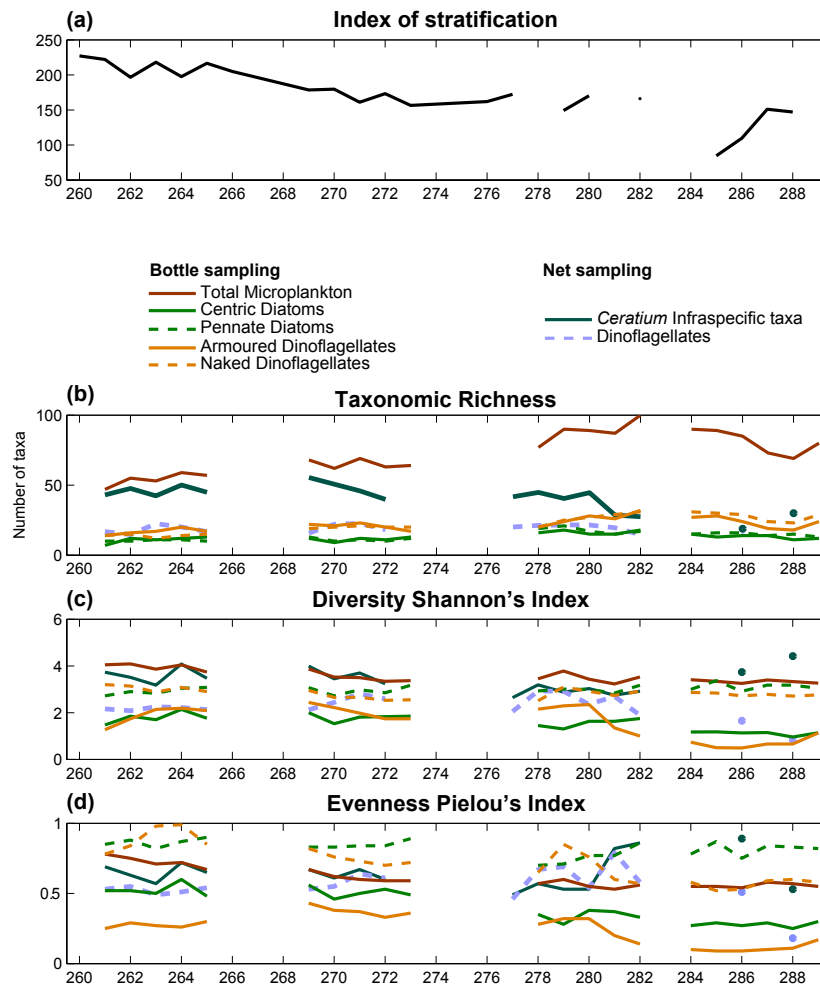 (a)
Index of stratification
250
200
150
100
50
260 262 264 266 268 270 272 274 276 278 280 282 284 286 288
Bottle sampling
Total Microplankton
Centric Diatoms
Pennate Diatoms
Armoured Dinoflagellates
Naked Dinoflagellates
Net sampling
Ceratium Infraspecific taxa
Dinoflagellates
(b)
Taxonomic Richness
Number of taxa
100
50
0
260 262 264 266 268 270 272 274 276 278 280 282 284 286 288
(c)
Diversity Shannon's Index
6
4
2
0
260 262 264 266 268 270 272 274 276 278 280 282 284 286 288
(d)
Evenness Pielou's Index
1
0.5
0
260 262 264 266 268 270 272 274 276 278 280 282 284 286 288